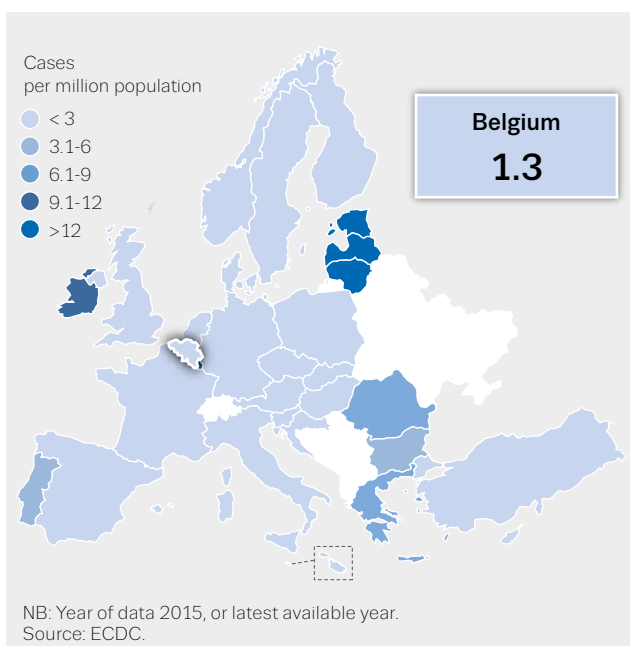 Cases
per million population
< 3
3.1-6
6.1-9
9.1-12
>12
Belgium
1.3
NB: Year of data 2015, or latest available year.
Source: ECDC.